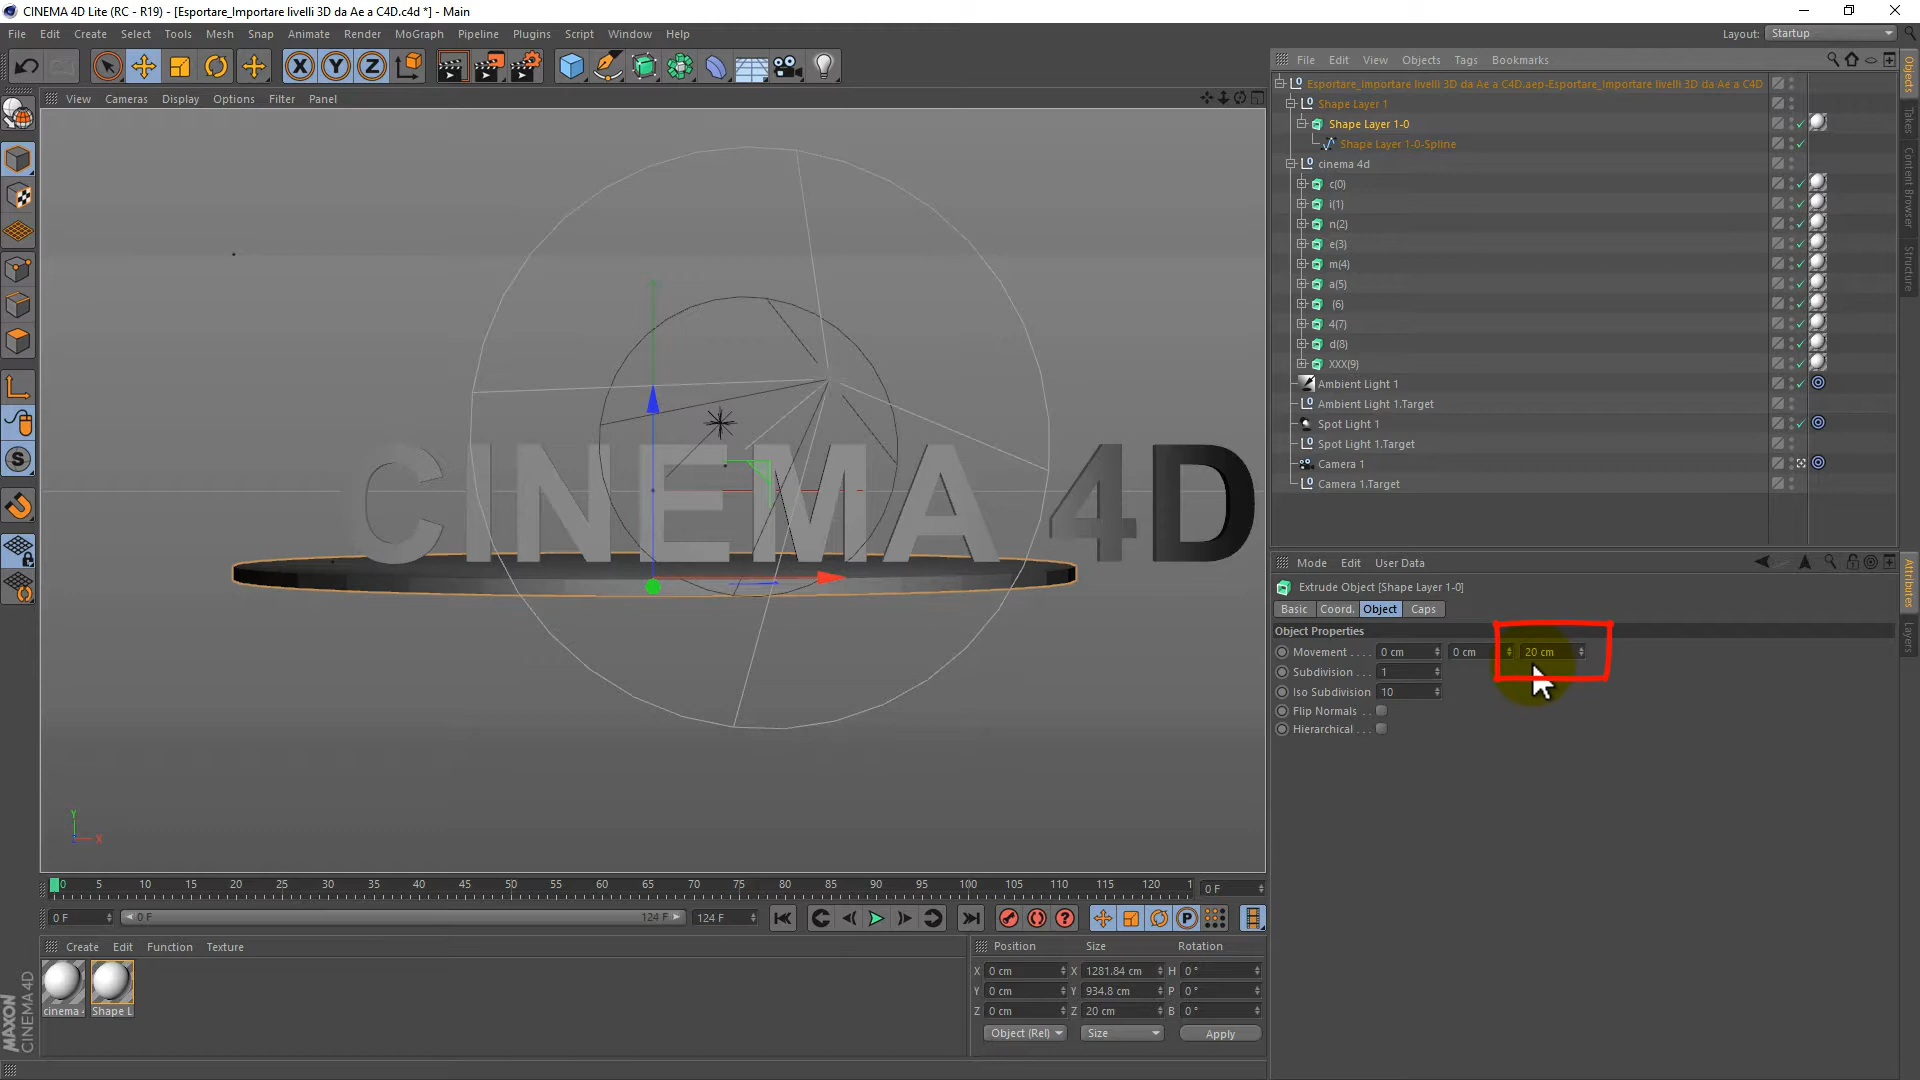 CINEMA 4D Lite (RC - R19) - [Esportare_Importare livelli 3D da Ae a C4D.c4d *] - Main
File Edit Create Select Tools Mesh Snap Animate Render MoGraph Pipeline Plugins Script Window Help
Layout: Startup
X Y Z
File Edit View Objects Tags Bookmarks
View Cameras Display Options Filter Panel
Esportare_Importare livelli 3D da Ae a C4D.aep-Esportare_Importare livelli 3D da Ae a C4D
Shape Layer 1
Shape Layer 1-0
Shape Layer 1-0-Spline
cinema 4d
c(0)
i(1)
n(2)
e(3)
m(4)
a(5)
(6)
4(7)
d(8)
XXX(9)
Ambient Light 1
Ambient Light 1.Target
Spot Light 1
Spot Light 1.Target
Camera 1
Camera 1.Target
Objects
Takes
Content Browser
Structure
CINEMA 4D
Y
X
Mode Edit User Data
Extrude Object [Shape Layer 1-0]
Basic Coord. Object Caps
Object Properties
Movement . . . . 0 cm 0 cm 20 cm
Subdivision . . . 1
Iso Subdivision 10
Flip Normals . .
Hierarchical . . .
Attributes
Layers
0 5 10 15 20 25 30 35 40 45 50 55 60 65 70 75 80 85 90 95 100 105 110 115 120 1 0 F
0 F 0 F 124 F 124 F
Create Edit Function Texture
cinema 4
Shape L
Position Size Rotation
X 0 cm X 1281.84 cm H 0 °
Y 0 cm Y 934.8 cm P 0 °
Z 0 cm Z 20 cm B 0 °
Object (Rel) Size Apply
MAXON
CINEMA 4D